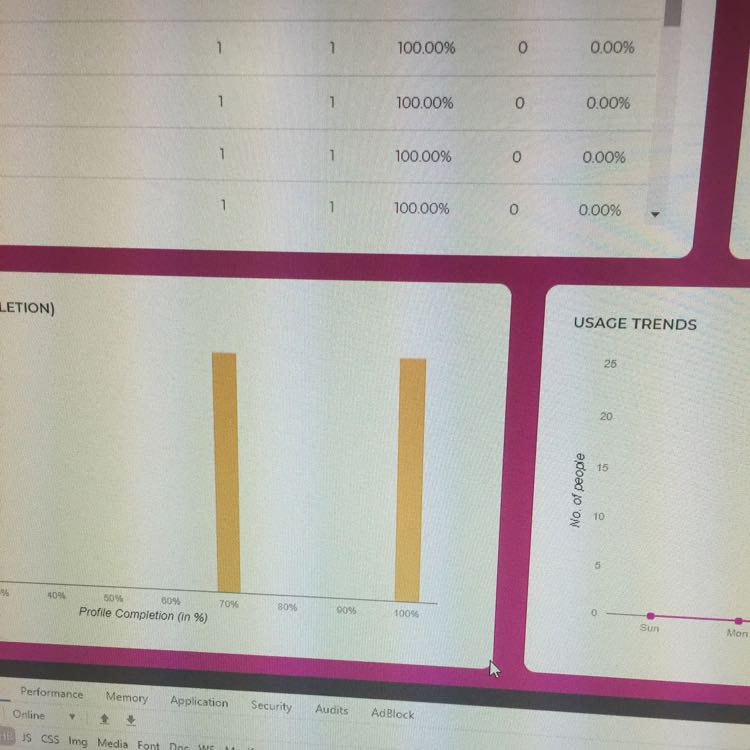 1 1 100.00% 0 0.00%
1 1 100.00% 0 0.00%
1 1 100.00% 0 0.00%
1 1 100.00% 0 0.00%
LETION)
40% 50% 60% 70% 80% 90% 100%
Profile Completion (in %)
USAGE TRENDS
25
20
15
10
5
0
No. of people
Sun Mon
Performance Memory Application Security Audits AdBlock
Online
JS CSS Img Media Font Doc WS